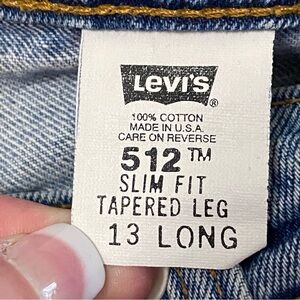 Levi's
®
100% COTTON
MADE IN U.S.A.
CARE ON REVERSE
512™
SLIM FIT
TAPERED LEG
13 LONG